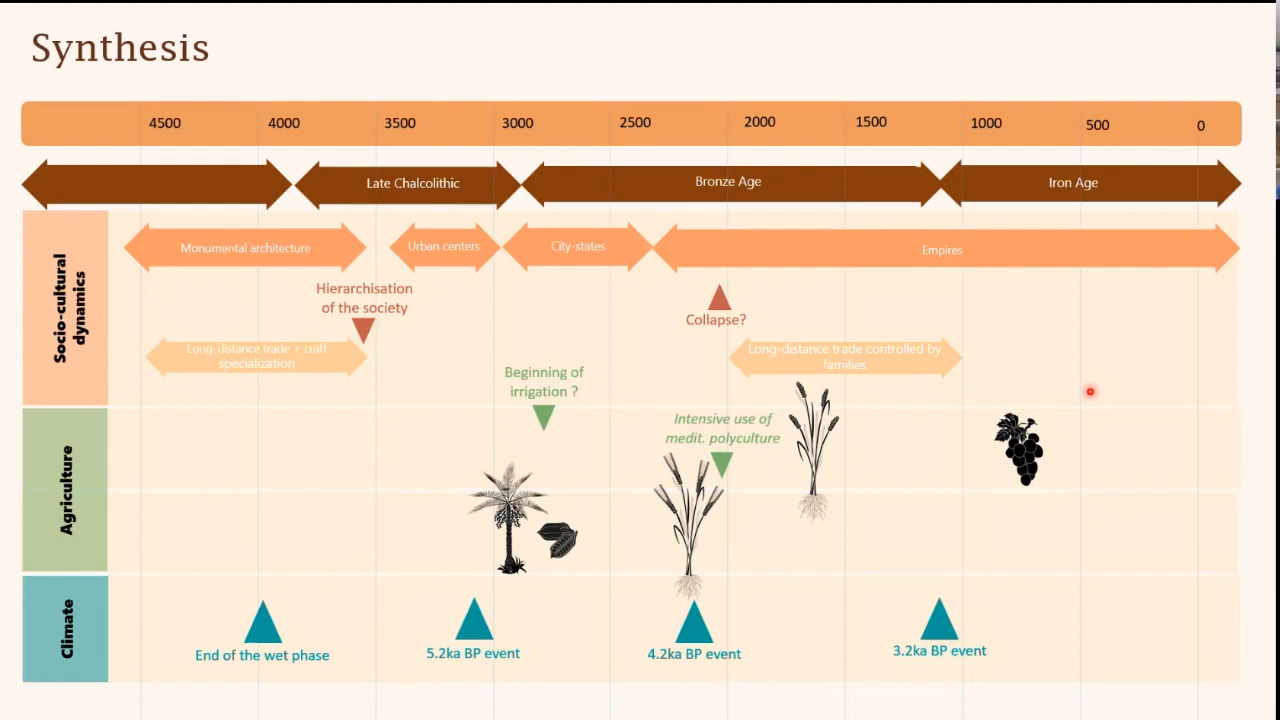 Synthesis
4500 4000 3500 3000 2500 2000 1500 1000 500 0
Late Chalcolithic
Bronze Age
Iron Age
Socio-cultural
dynamics
Monumental architecture
Urban centers
City-states
Empires
Hierarchisation
of the society
Collapse?
Long-distance trade + craft
specialization
Long-distance trade controlled by
families
Beginning of
irrigation ?
Agriculture
Intensive use of
medit. polyculture
Climate
End of the wet phase
5.2ka BP event
4.2ka BP event
3.2ka BP event